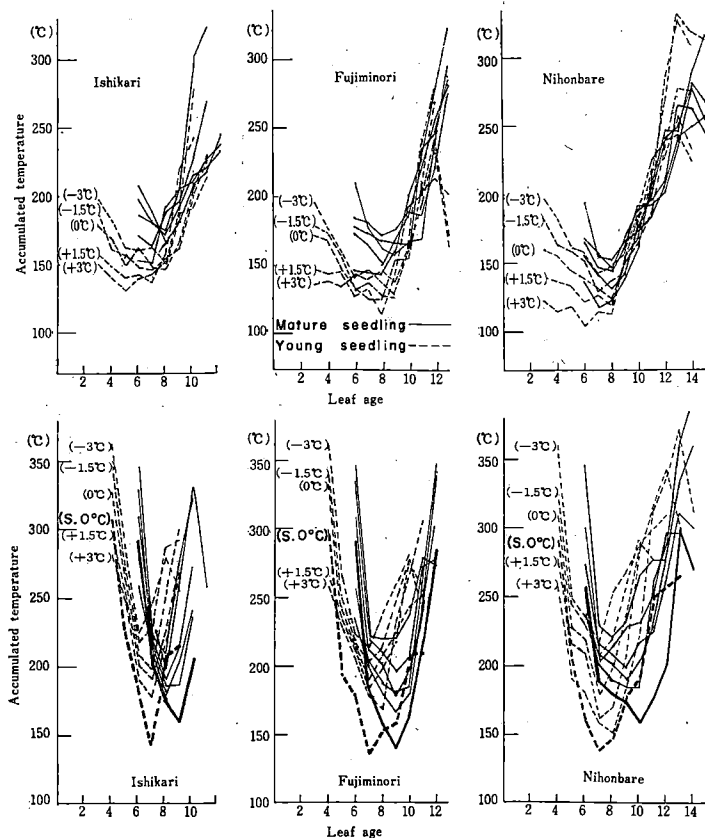 (℃) (℃) (℃)
300 300 300
Ishikari Fujiminori Nihonbare
250 250 250
Accumulated temperature
200 200 200
(−3℃) (−3℃) (−3℃)
(−1.5℃) (−1.5℃) (−1.5℃)
(0℃) (0℃) (0℃)
150 150 150
(+1.5℃) (+1.5℃) (+1.5℃)
(+3℃) (+3℃) (+3℃)
100 100 100
Mature seedling
Young seedling
2 4 6 8 10 2 4 6 8 10 12 2 4 6 8 10 12 14
Leaf age
(℃) (℃) (℃)
(−3℃) (−3℃) (−3℃)
350 350 350
(−1.5℃) (−1.5℃) (−1.5℃)
(0℃) (0℃) (0℃)
300 300 300
(S.0℃) (S.0℃) (S.0℃)
(+1.5℃) (+1.5℃) (+1.5℃)
(+3℃) (+3℃) (+3℃)
250 250 250
Accumulated temperature
200 200 200
150 150 150
Ishikari Fujiminori Nihonbare
100 100 100
2 4 6 8 10 2 4 6 8 10 12 2 4 6 8 10 12 14
Leaf age